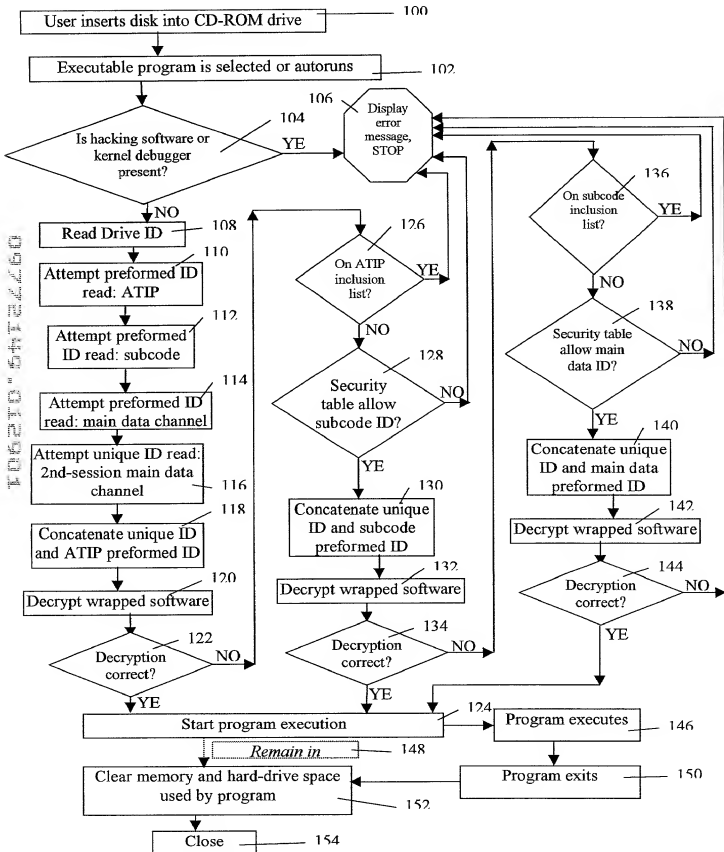 User inserts disk into CD-ROM drive
100
Executable program is selected or autoruns
102
Is hacking software or
kernel debugger
present?
104
YE
106
Display
error
message,
STOP
NO
Read Drive ID
108
110
Attempt preformed ID
read: ATIP
112
Attempt preformed
ID read: subcode
114
Attempt preformed ID
read: main data channel
Attempt unique ID read:
2nd-session main data
channel
116
118
Concatenate unique ID
and ATIP preformed ID
120
Decrypt wrapped software
122
Decryption
correct?
NO
YE
126
On ATIP
inclusion
list?
YE
NO
128
Security
table allow
subcode ID?
NO
YE
130
Concatenate unique
ID and subcode
preformed ID
132
Decrypt wrapped software
134
Decryption
correct?
NO
YE
136
On subcode
inclusion
list?
YE
NO
138
Security table
allow main
data ID?
NO
YE
140
Concatenate unique
ID and main data
preformed ID
142
Decrypt wrapped software
144
Decryption
correct?
NO
YE
Start program execution
124
Program executes
146
Remain in
148
Program exits
150
Clear memory and hard-drive space
used by program
152
Close
154